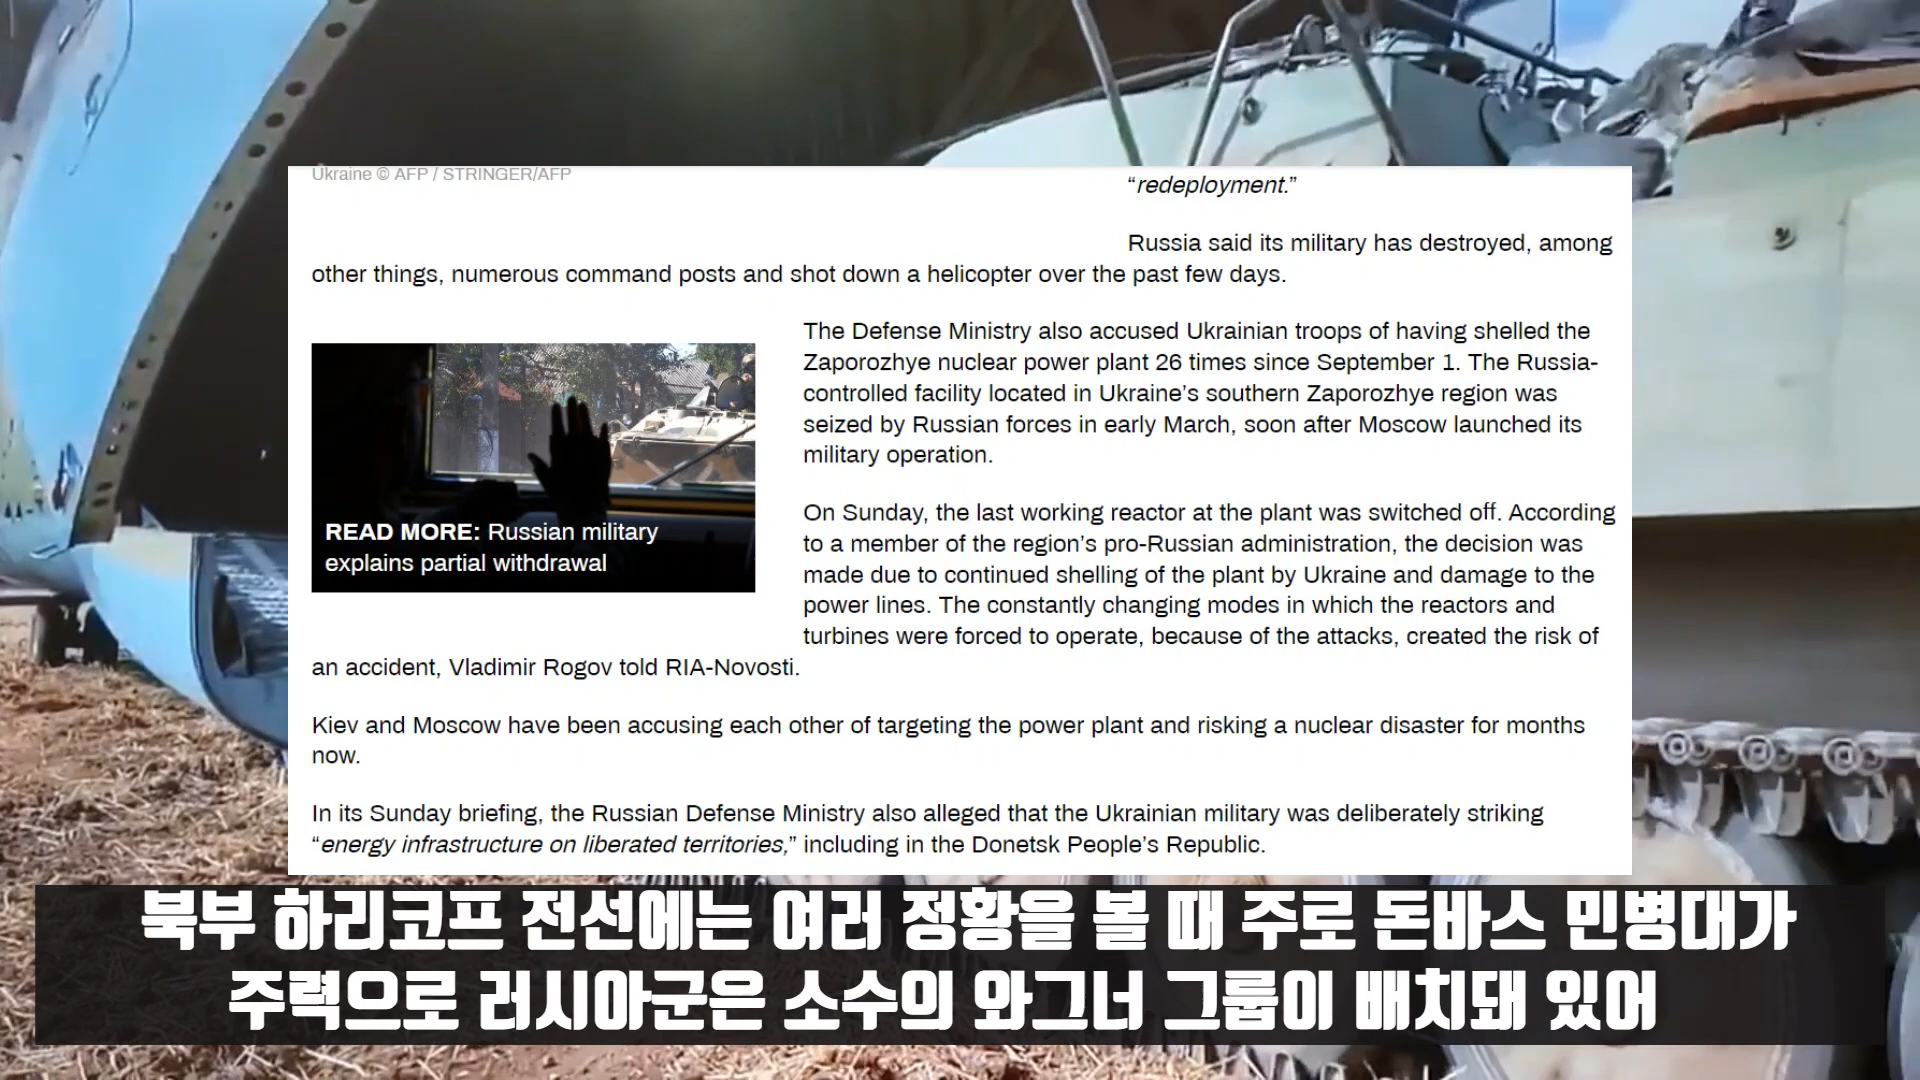 Ukraine © AFP / STRINGER/AFP
“redeployment.”
Russia said its military has destroyed, among
other things, numerous command posts and shot down a helicopter over the past few days.
The Defense Ministry also accused Ukrainian troops of having shelled the
Zaporozhye nuclear power plant 26 times since September 1. The Russia-
controlled facility located in Ukraine’s southern Zaporozhye region was
seized by Russian forces in early March, soon after Moscow launched its
military operation.
READ MORE: Russian military
explains partial withdrawal
On Sunday, the last working reactor at the plant was switched off. According
to a member of the region’s pro-Russian administration, the decision was
made due to continued shelling of the plant by Ukraine and damage to the
power lines. The constantly changing modes in which the reactors and
turbines were forced to operate, because of the attacks, created the risk of
an accident, Vladimir Rogov told RIA-Novosti.
Kiev and Moscow have been accusing each other of targeting the power plant and risking a nuclear disaster for months
now.
In its Sunday briefing, the Russian Defense Ministry also alleged that the Ukrainian military was deliberately striking
“energy infrastructure on liberated territories,” including in the Donetsk People’s Republic.
북부 하리코프 전선에는 여러 정황을 볼 때 주로 돈바스 민병대가
주력으로 러시아군은 소수의 와그너 그룹이 배치돼 있어